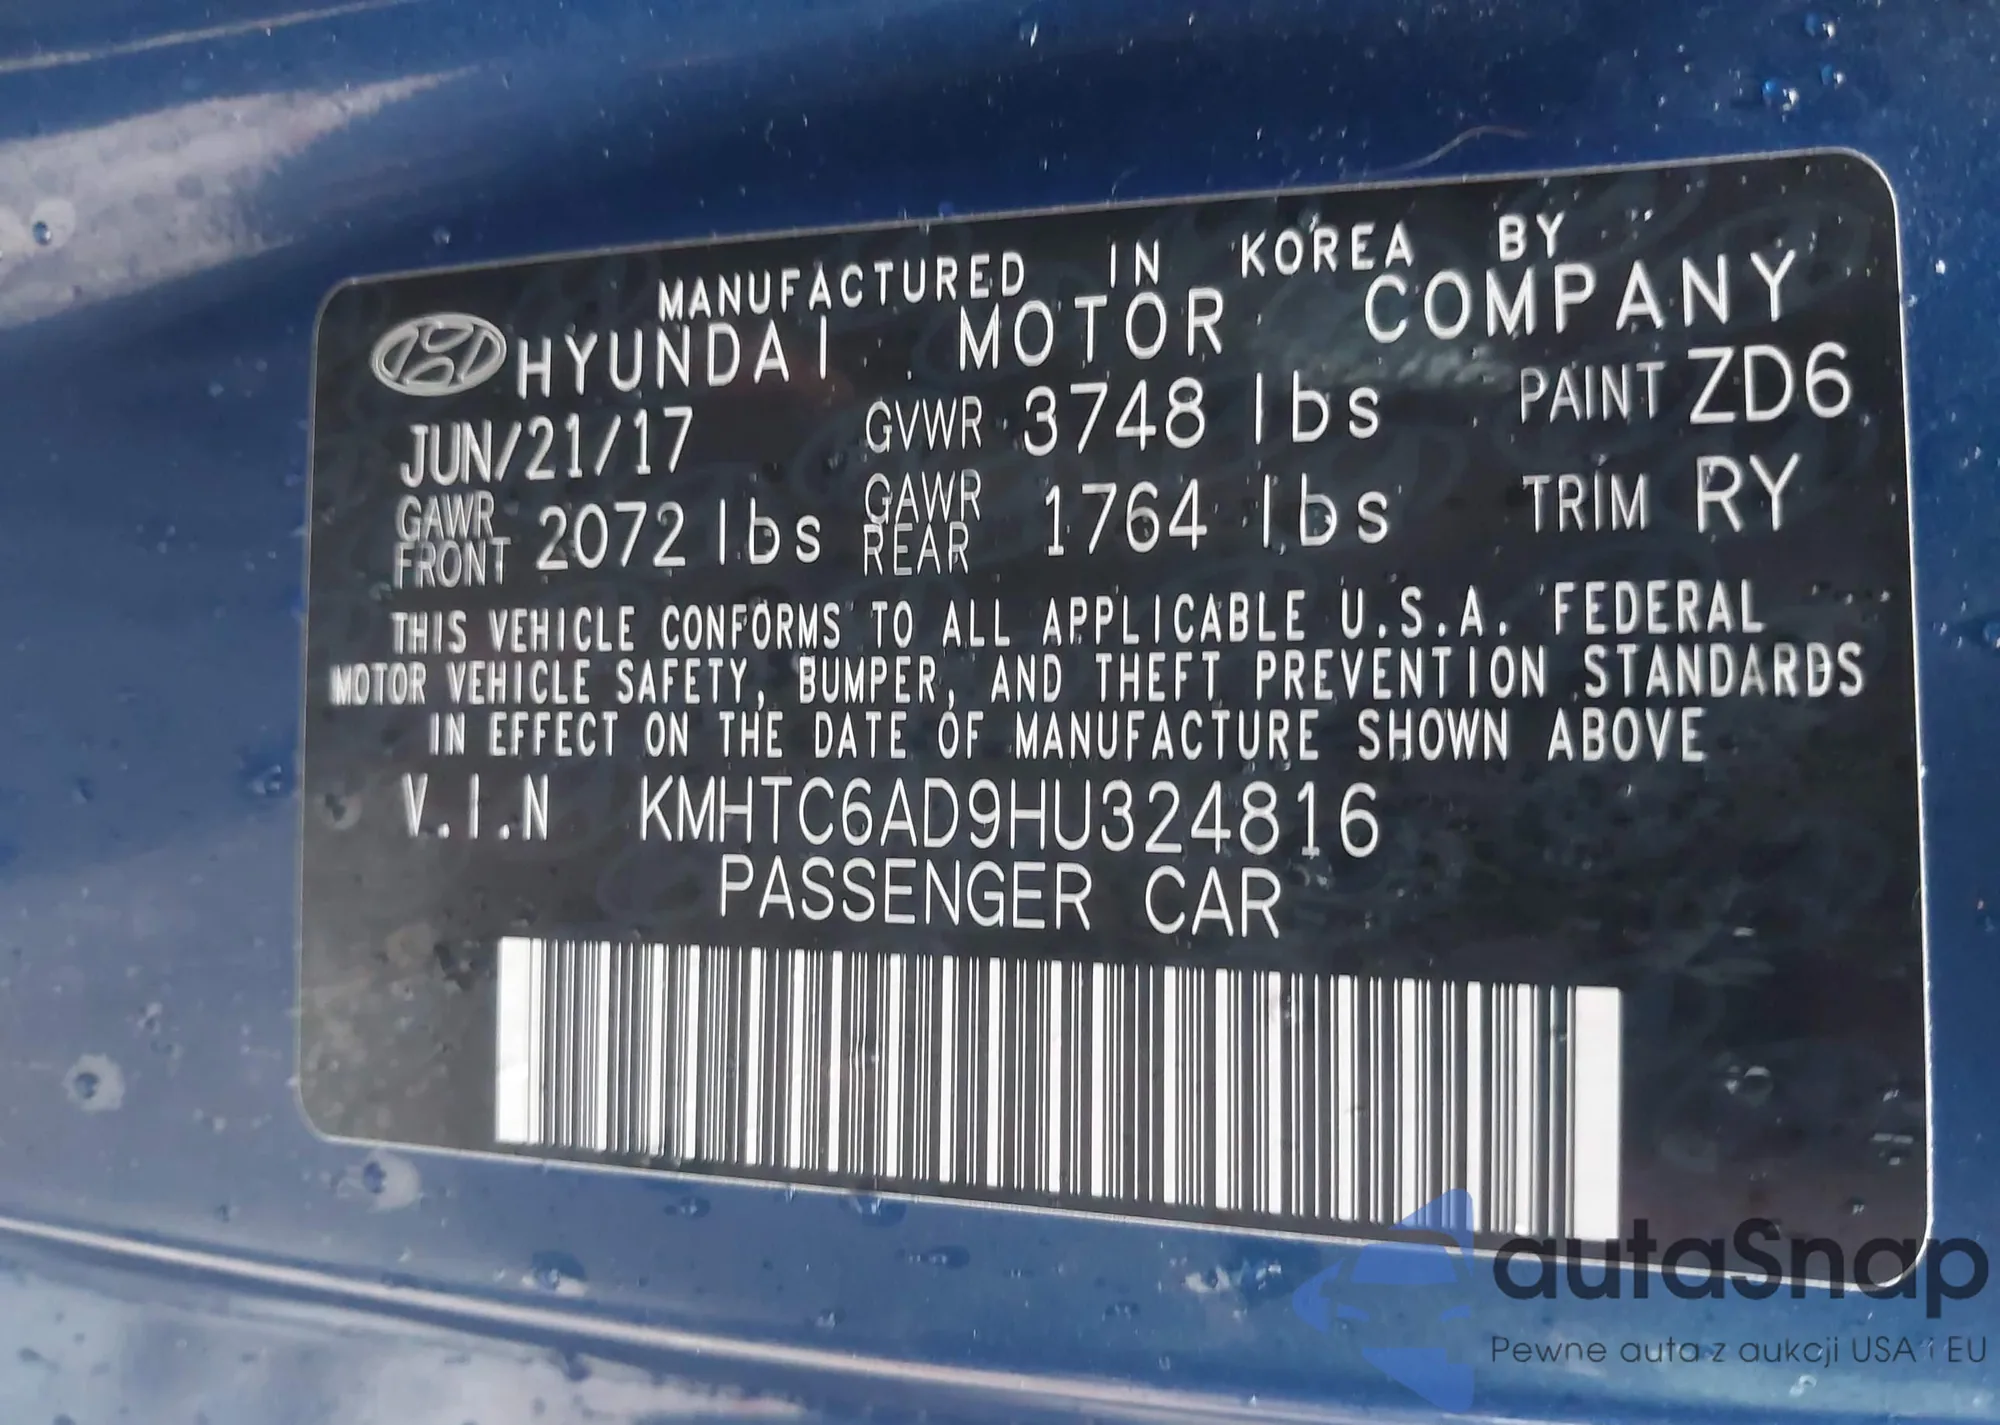 MANUFACTURED IN KOREA BY
HYUNDAI MOTOR COMPANY
JUN/21/17 GVWR 3748 lbs PAINT ZD6
GAWR FRONT 2072 lbs GAWR REAR 1764 lbs TRIM RY
THIS VEHICLE CONFORMS TO ALL APPLICABLE U.S.A. FEDERAL
MOTOR VEHICLE SAFETY, BUMPER, AND THEFT PREVENTION STANDARDS
IN EFFECT ON THE DATE OF MANUFACTURE SHOWN ABOVE
V.I.N KMHTC6AD9HU324816
PASSENGER CAR
autaSnap
Pewne auta z aukcji USA i EU